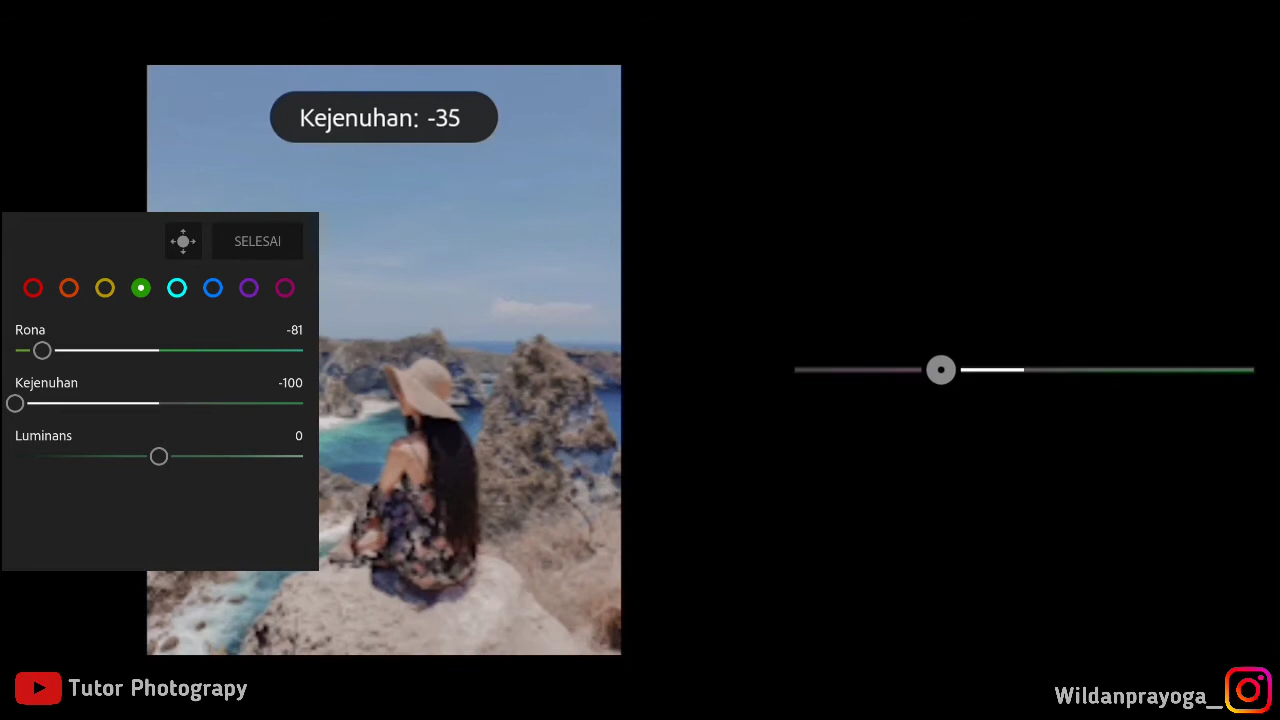 Kejenuhan: -35
SELESAI
Rona -81
Kejenuhan -100
Luminans 0
Tutor Photograpy
Wildanprayoga_